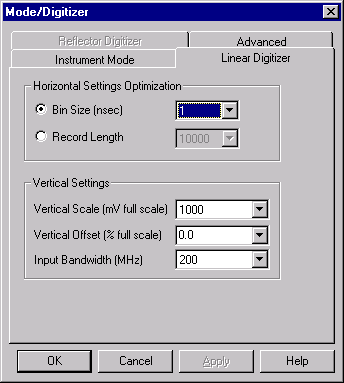 Mode/Digitizer
Reflector Digitizer Advanced
Instrument Mode Linear Digitizer
Horizontal Settings Optimization
Bin Size (nsec) 1
Record Length 10000
Vertical Settings
Vertical Scale (mV full scale) 1000
Vertical Offset (% full scale) 0.0
Input Bandwidth (MHz) 200
OK Cancel Apply Help